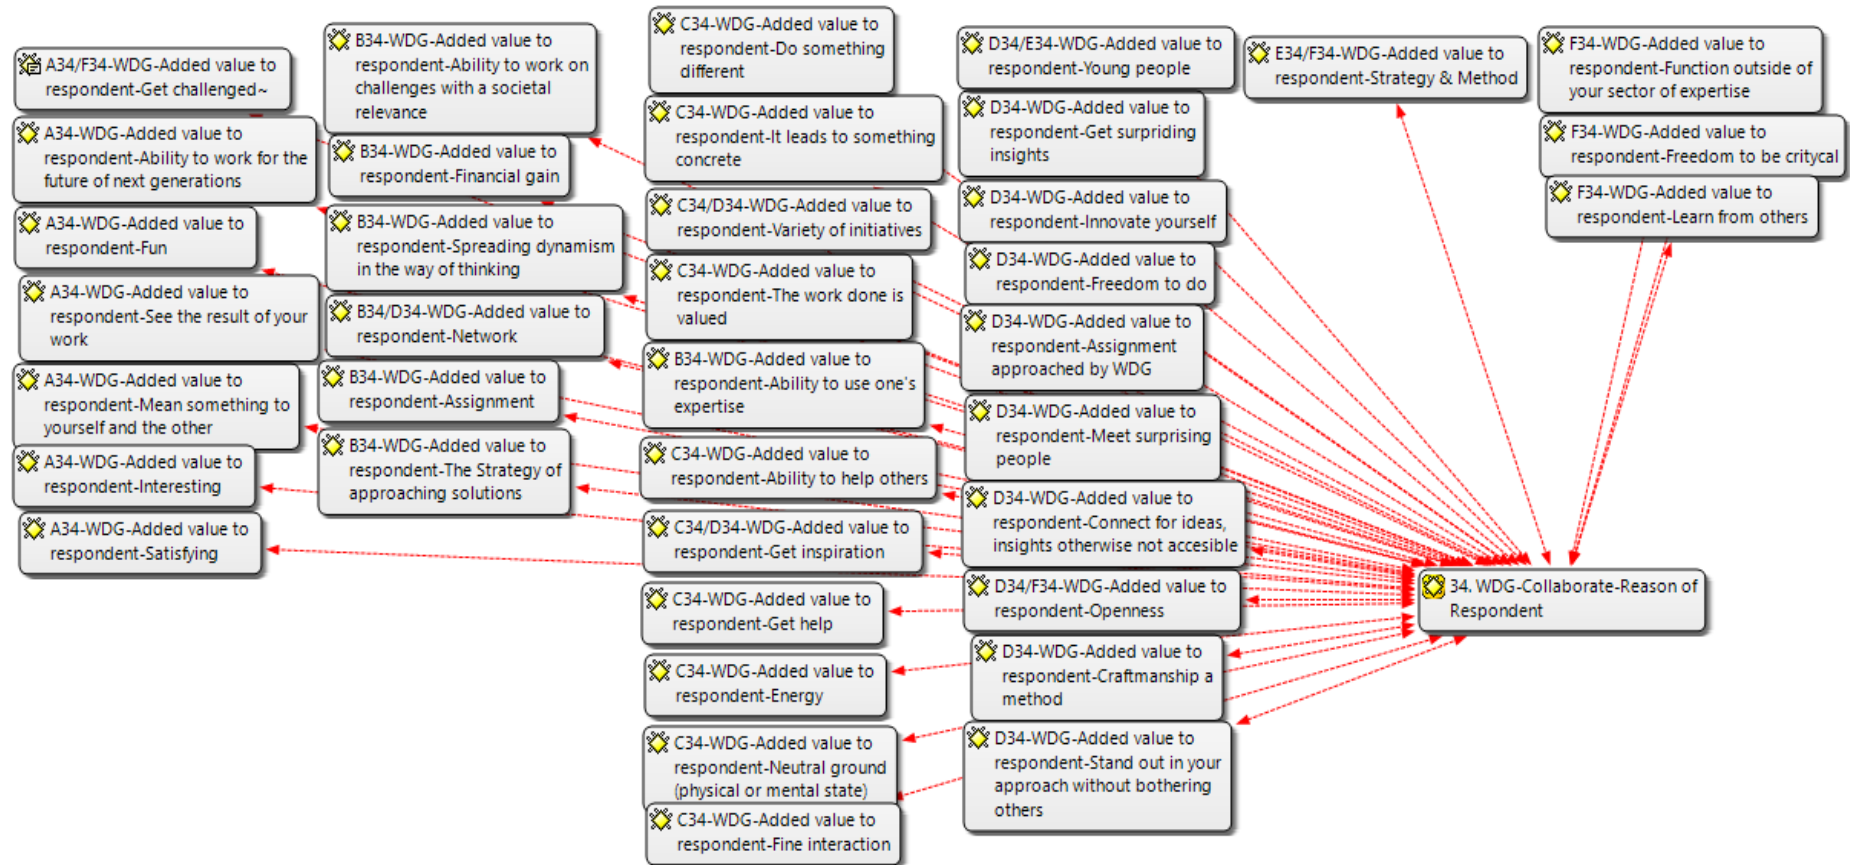 A34/F34-WDG-Added value to
respondent-Get challenged~
A34-WDG-Added value to
respondent-Ability to work for the
future of next generations
A34-WDG-Added value to
respondent-Fun
A34-WDG-Added value to
respondent-See the result of your
work
A34-WDG-Added value to
respondent-Mean something to
yourself and the other
A34-WDG-Added value to
respondent-Interesting
A34-WDG-Added value to
respondent-Satisfying
B34-WDG-Added value to
respondent-Ability to work on
challenges with a societal
relevance
B34-WDG-Added value to
respondent-Financial gain
B34-WDG-Added value to
respondent-Spreading dynamism
in the way of thinking
B34/D34-WDG-Added value to
respondent-Network
B34-WDG-Added value to
respondent-Assignment
B34-WDG-Added value to
respondent-The Strategy of
approaching solutions
C34-WDG-Added value to
respondent-Do something
different
C34-WDG-Added value to
respondent-It leads to something
concrete
C34/D34-WDG-Added value to
respondent-Variety of initiatives
C34-WDG-Added value to
respondent-The work done is
valued
B34-WDG-Added value to
respondent-Ability to use one's
expertise
C34-WDG-Added value to
respondent-Ability to help others
C34/D34-WDG-Added value to
respondent-Get inspiration
C34-WDG-Added value to
respondent-Get help
C34-WDG-Added value to
respondent-Energy
C34-WDG-Added value to
respondent-Neutral ground
(physical or mental state)
C34-WDG-Added value to
respondent-Fine interaction
D34/E34-WDG-Added value to
respondent-Young people
D34-WDG-Added value to
respondent-Get surpriding
insights
D34-WDG-Added value to
respondent-Innovate yourself
D34-WDG-Added value to
respondent-Freedom to do
D34-WDG-Added value to
respondent-Assignment
approached by WDG
D34-WDG-Added value to
respondent-Meet surprising
people
D34-WDG-Added value to
respondent-Connect for ideas,
insights otherwise not accesible
D34/F34-WDG-Added value to
respondent-Openness
D34-WDG-Added value to
respondent-Craftmanship a
method
D34-WDG-Added value to
respondent-Stand out in your
approach without bothering
others
E34/F34-WDG-Added value to
respondent-Strategy & Method
F34-WDG-Added value to
respondent-Function outside of
your sector of expertise
F34-WDG-Added value to
respondent-Freedom to be critycal
F34-WDG-Added value to
respondent-Learn from others
34. WDG-Collaborate-Reason of
Respondent